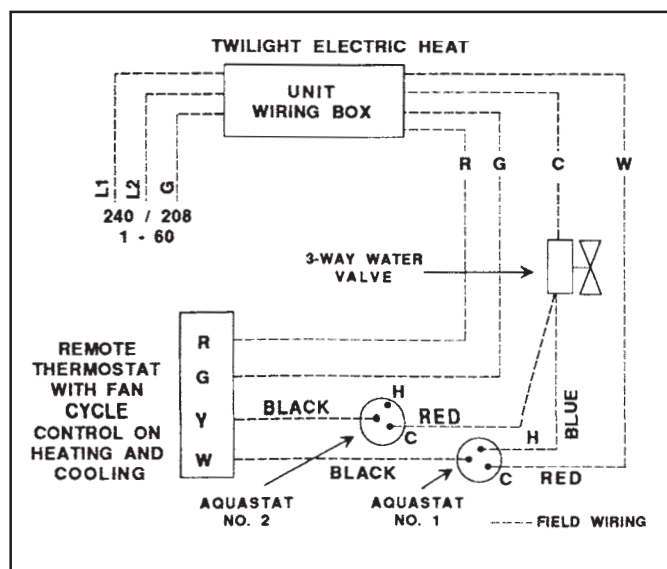 TWILIGHT ELECTRIC HEAT
UNIT
WIRING BOX
R G C W
L1 L2 G
240 / 208
1 - 60
3-WAY WATER
VALVE
REMOTE
THERMOSTAT
WITH FAN
CYCLE
CONTROL ON
HEATING AND
COOLING
R
G
Y
W
BLACK
H
C
RED
BLUE
BLACK
H
C
RED
AQUASTAT
NO. 2
AQUASTAT
NO. 1
FIELD WIRING